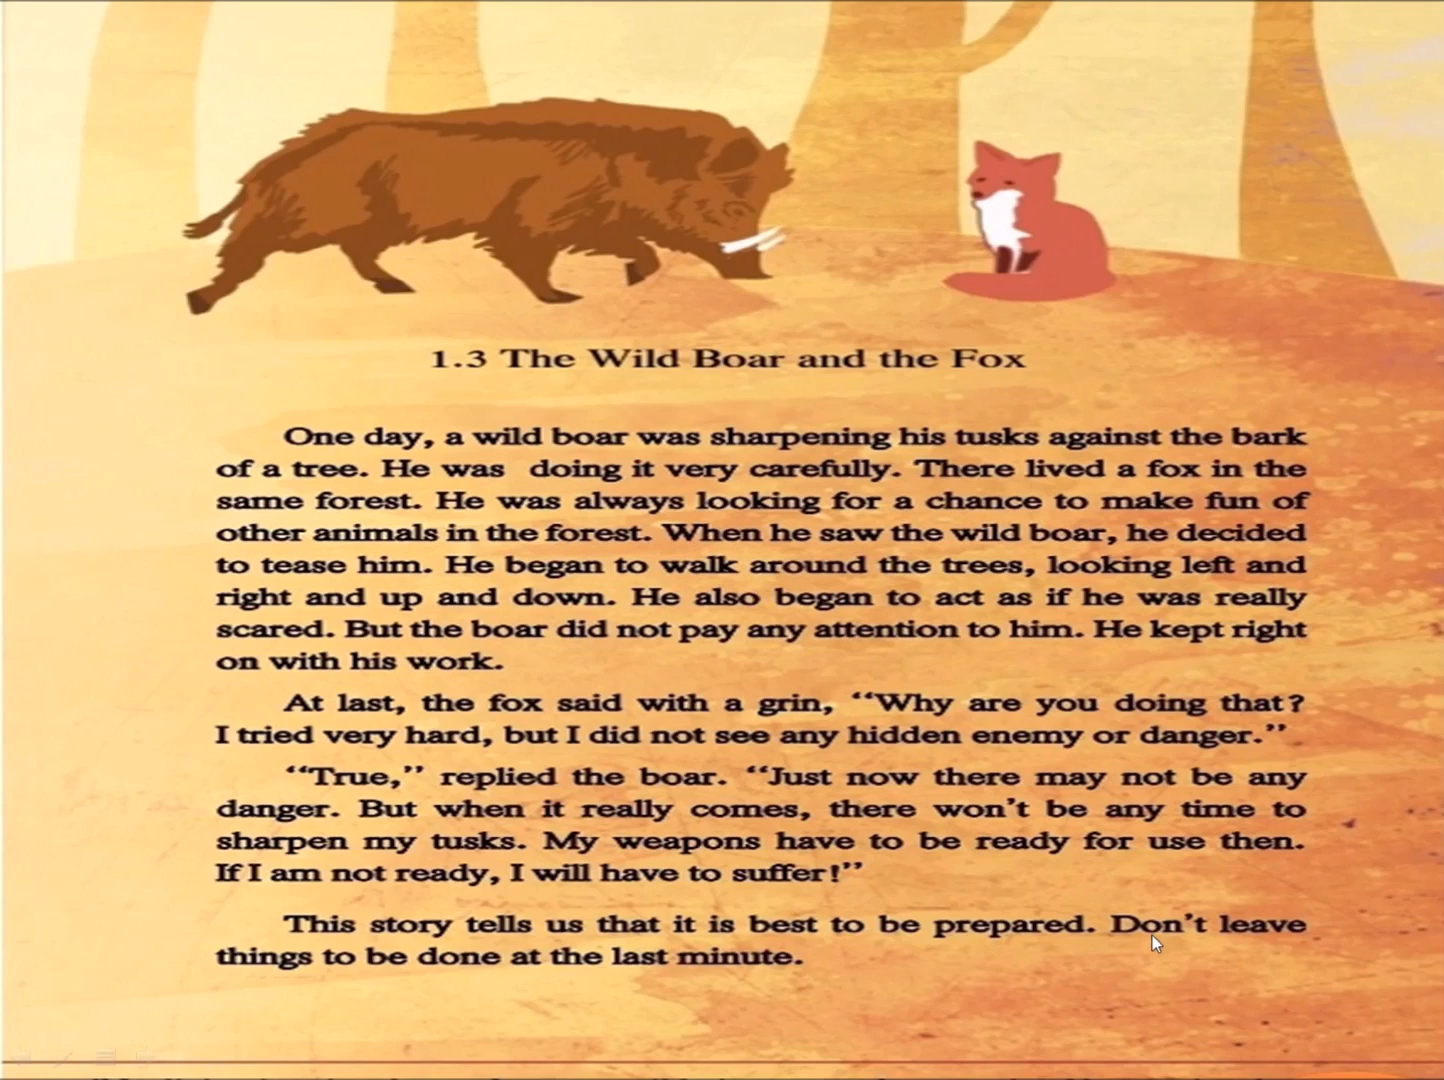 1.3 The Wild Boar and the Fox
One day, a wild boar was sharpening his tusks against the bark
of a tree. He was doing it very carefully. There lived a fox in the
same forest. He was always looking for a chance to make fun of
other animals in the forest. When he saw the wild boar, he decided
to tease him. He began to walk around the trees, looking left and
right and up and down. He also began to act as if he was really
scared. But the boar did not pay any attention to him. He kept right
on with his work.
At last, the fox said with a grin, “Why are you doing that?
I tried very hard, but I did not see any hidden enemy or danger.”
“True,” replied the boar. “Just now there may not be any
danger. But when it really comes, there won’t be any time to
sharpen my tusks. My weapons have to be ready for use then.
If I am not ready, I will have to suffer!”
This story tells us that it is best to be prepared. Don’t leave
things to be done at the last minute.